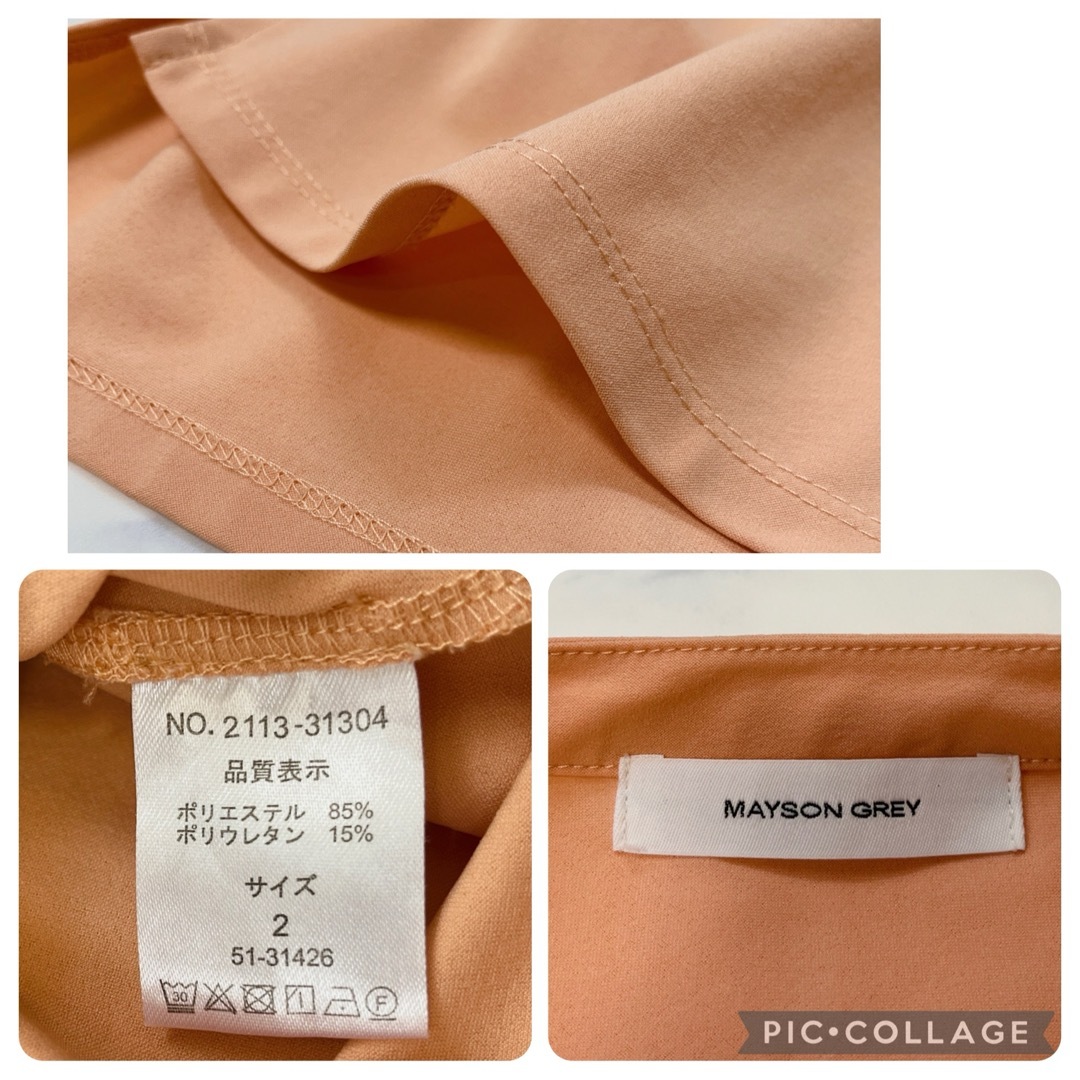 NO. 2113-31304
品質表示
ポリエステル 85%
ポリウレタン 15%
サイズ
2
51-31426
30 F
MAYSON GREY
PIC•COLLAGE